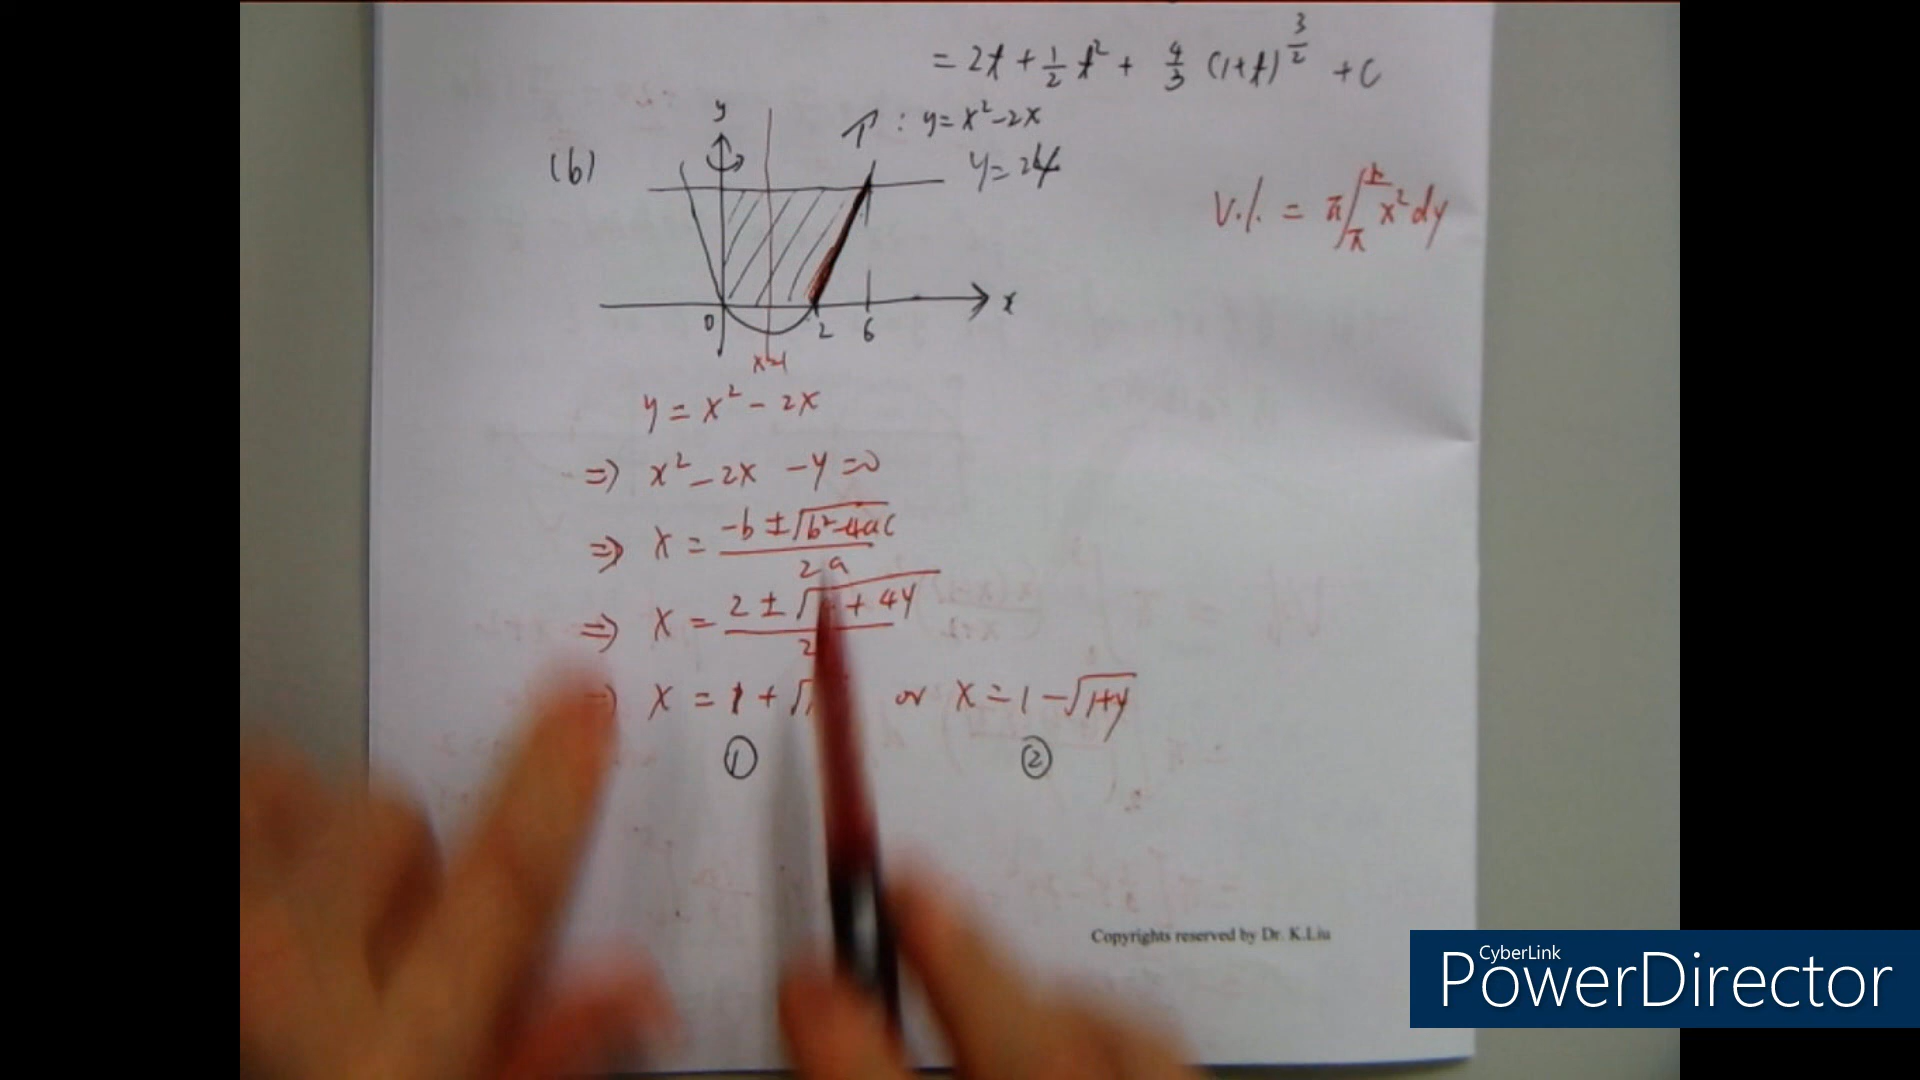 = 2t + 1/2 t² + 4/3 (1+t)^(3/2) + C
(b)
y
: y = x² - 2x
y = 24
V.. = π∫ x² dy
0 2 6 x
x=1
y = x² - 2x
⇒ x² - 2x - y = 0
⇒ x = (-b ± √(b²-4ac)) / 2a
⇒ x = 2 ± √ + 4y / 2
x = 1 + √ or x = 1 - √(1+y)
① ②
Copyrights reserved by Dr. K.Liu
CyberLink
PowerDirector